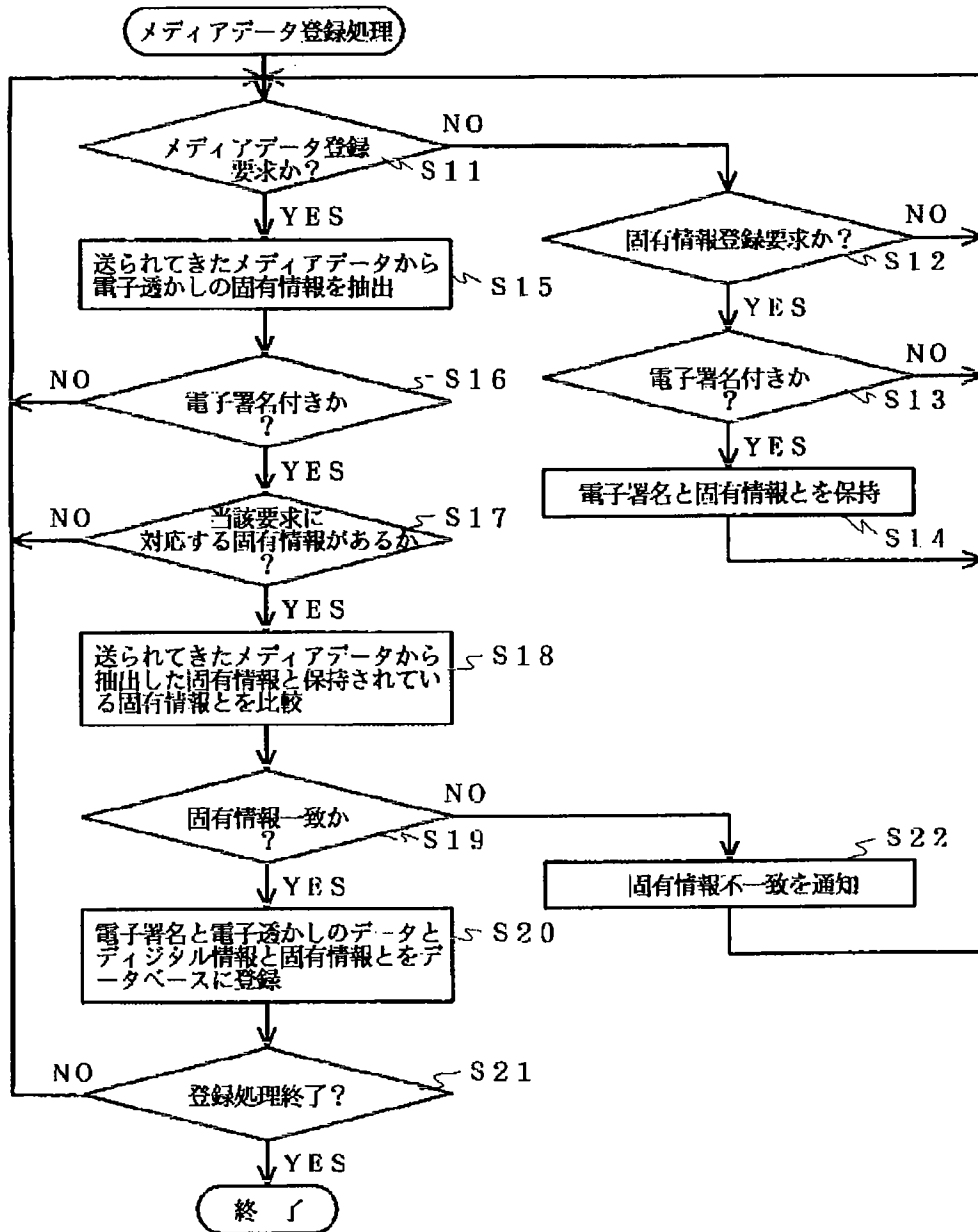 メディアデータ登録処理
メディアデータ登録
要求か?
S11
NO
YES
固有情報登録要求か?
S12
NO
YES
送られてきたメディアデータから
電子透かしの固有情報を抽出
S15
電子署名付きか
?
S16
NO
YES
電子署名付きか
?
S13
NO
YES
電子署名と固有情報とを保持
S14
当該要求に
対応する固有情報があるか
?
S17
NO
YES
送られてきたメディアデータから
抽出した固有情報と保持されてい
る固有情報とを比較
S18
固有情報一致か
?
S19
NO
YES
固有情報不一致を通知
S22
電子署名と電子透かしのデータと
ディジタル情報と固有情報とをデ
ータベースに登録
S20
登録処理終了?
S21
NO
YES
終 了